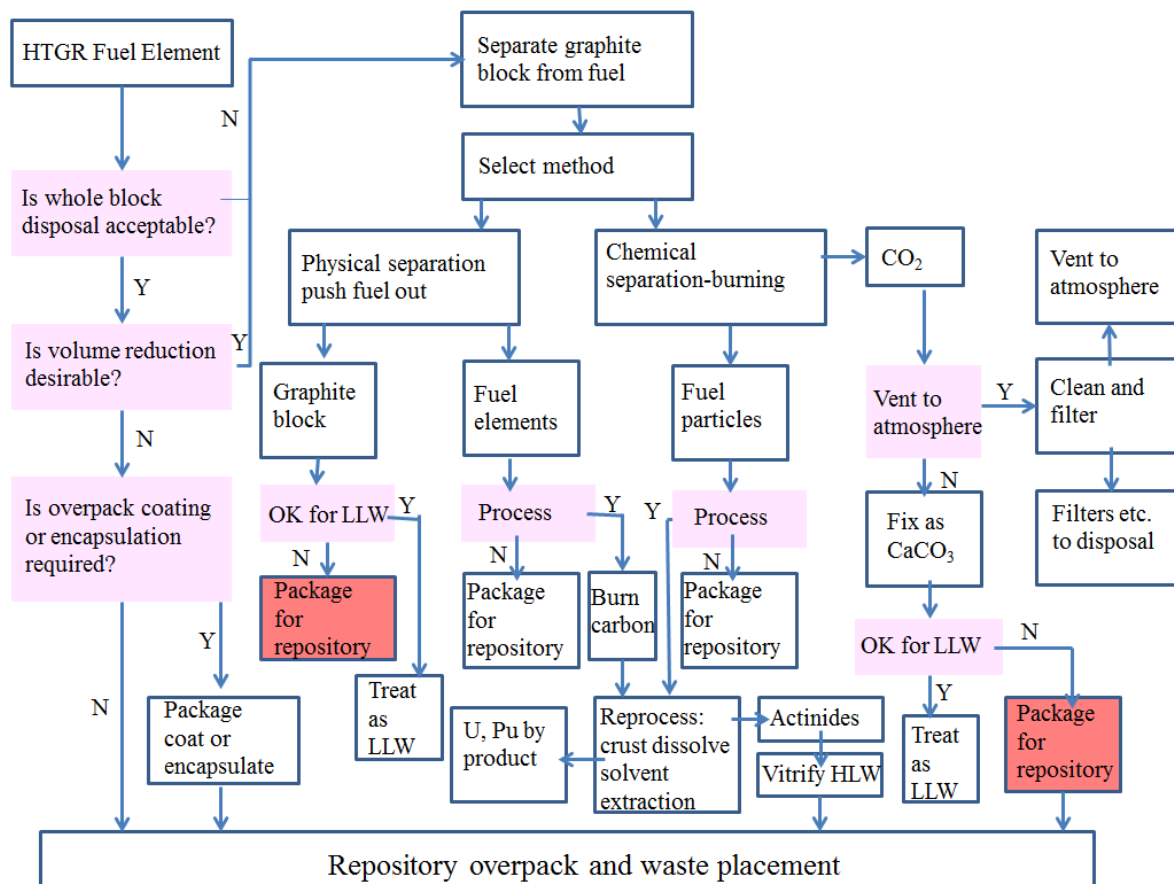 HTGR Fuel Element
Separate graphite
block from fuel
N
Select method
Is whole block
disposal acceptable?
Y
Physical separation
push fuel out
Chemical
separation-burning
CO2
Vent to
atmosphere
Is volume reduction
desirable?
Y
N
Graphite
block
Fuel
elements
Fuel
particles
Vent to
atmosphere
Y
Clean and
filter
N
Is overpack coating
or encapsulation
required?
OK for LLW
Y
N
Process
Y
N
Y
Process
N
Fix as
CaCO3
Filters etc.
to disposal
Package
for
repository
Package
for
repository
Burn
carbon
Package
for
repository
OK for LLW
N
Y
Y
N
Package
coat or
encapsulate
Treat
as
LLW
U, Pu by
product
Reprocess:
crust dissolve
solvent
extraction
Actinides
Vitrify HLW
Treat
as
LLW
Package
for
repository
Repository overpack and waste placement